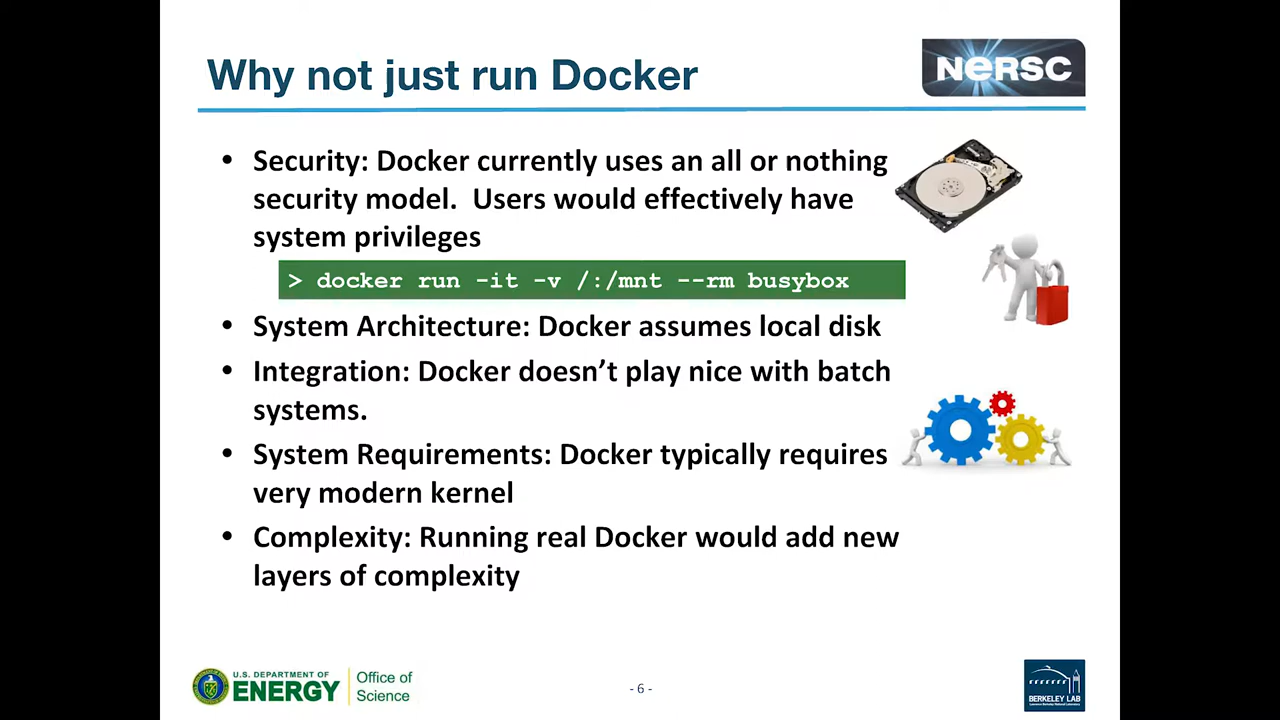 Why not just run Docker
NERSC
• Security: Docker currently uses an all or nothing
security model.  Users would effectively have
system privileges
> docker run -it -v /:/mnt --rm busybox
• System Architecture: Docker assumes local disk
• Integration: Docker doesn’t play nice with batch
systems.
• System Requirements: Docker typically requires
very modern kernel
• Complexity: Running real Docker would add new
layers of complexity
U.S. DEPARTMENT OF
ENERGY
Office of
Science
- 6 -
BERKELEY LAB